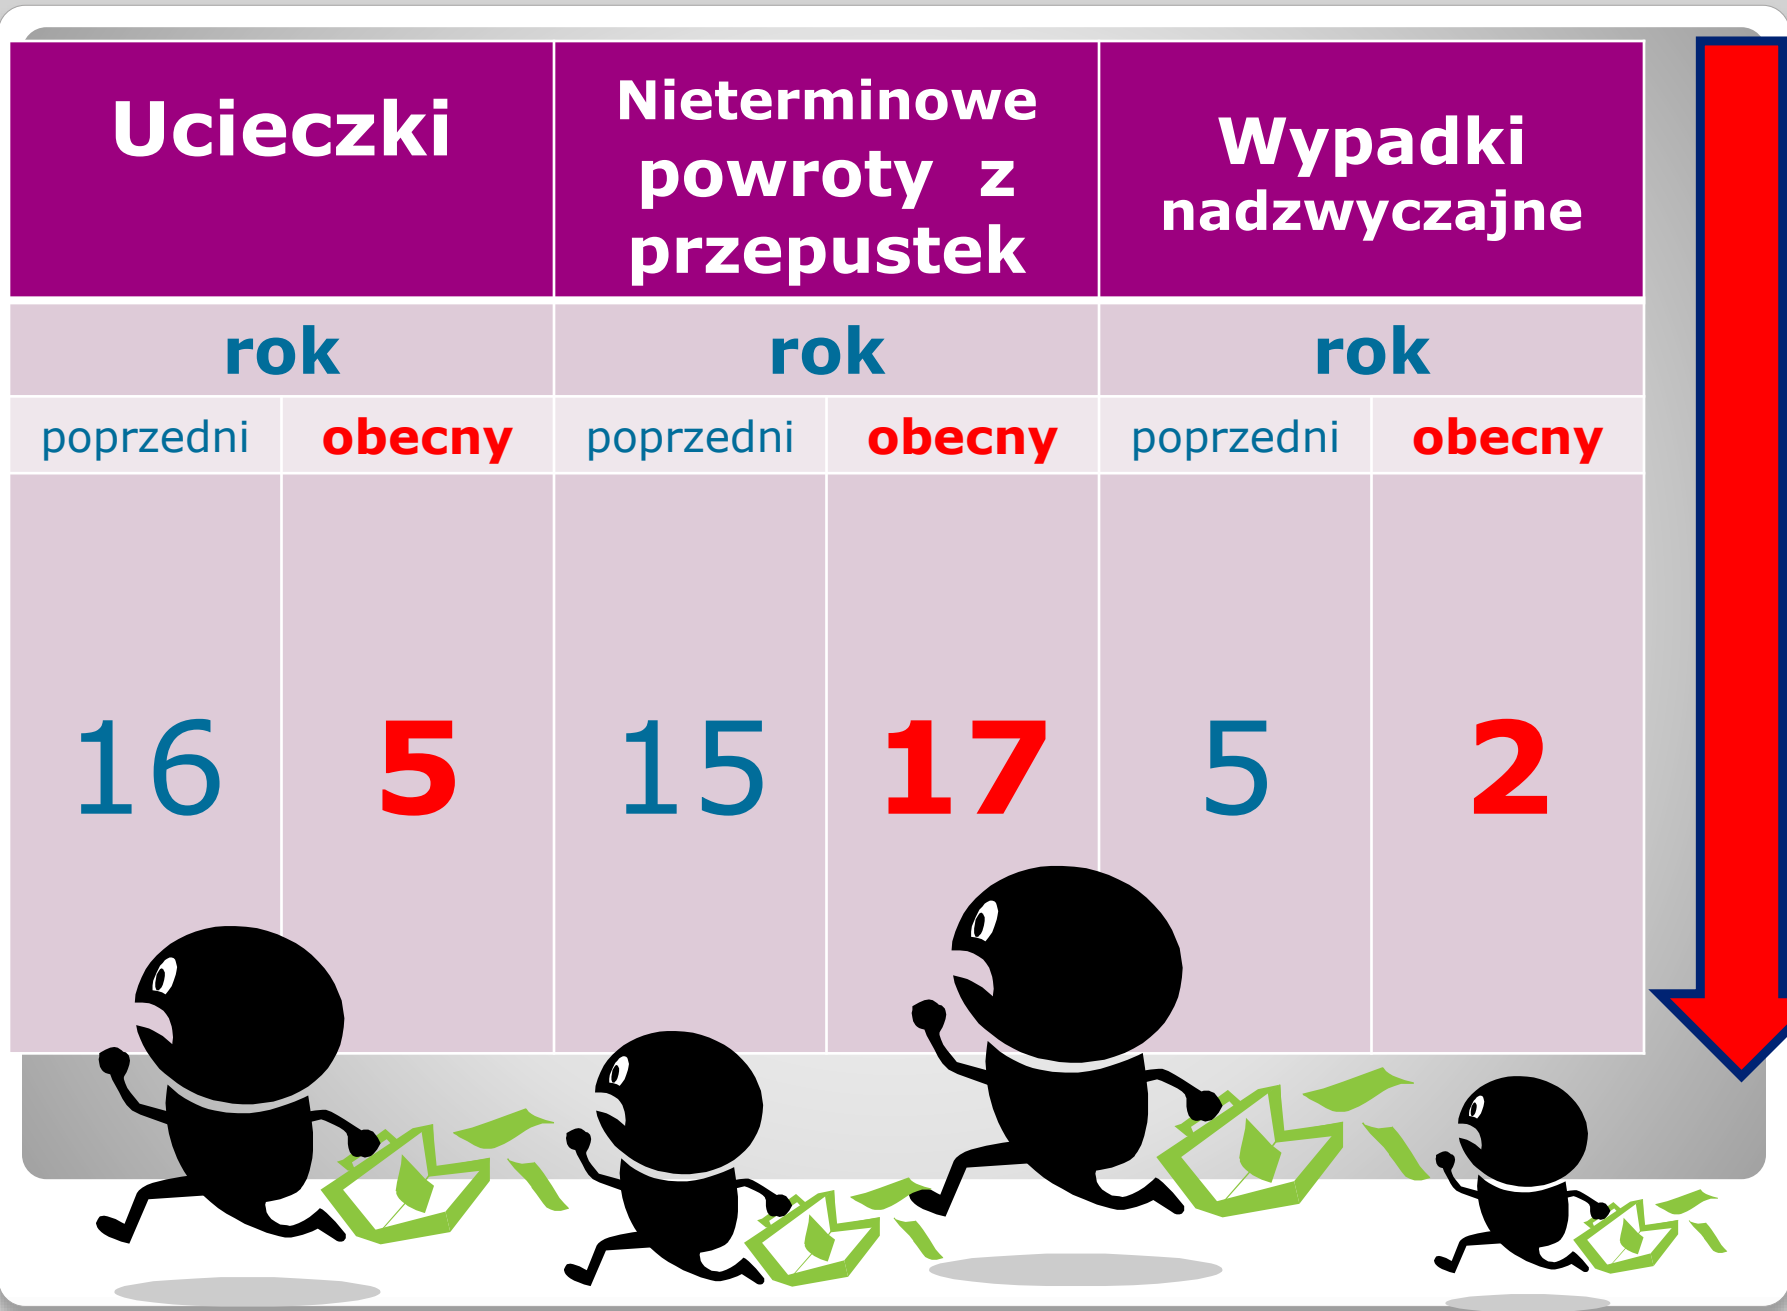 Ucieczki
Nieterminowe
powroty z
przepustek
Wypadki
nadzwyczajne
rok rok rok
poprzedni obecny poprzedni obecny poprzedni obecny
16 5 15 17 5 2